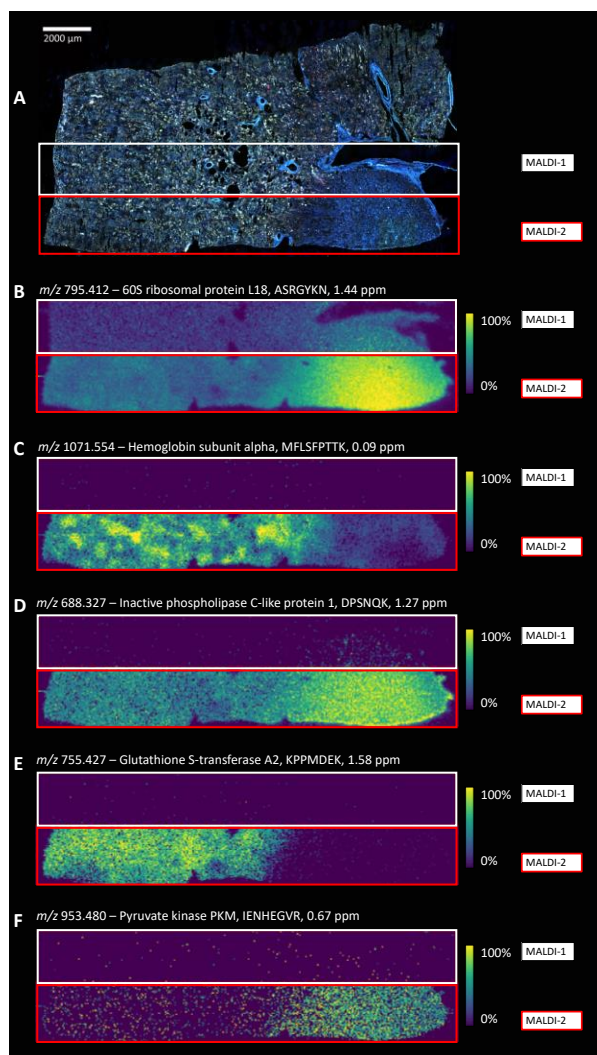 2000 µm
A
MALDI-1
MALDI-2
B m/z 795.412 – 60S ribosomal protein L18, ASRGYKN, 1.44 ppm
100% MALDI-1
0% MALDI-2
C m/z 1071.554 – Hemoglobin subunit alpha, MFLSFPTTK, 0.09 ppm
100% MALDI-1
0% MALDI-2
D m/z 688.327 – Inactive phospholipase C-like protein 1, DPSNQK, 1.27 ppm
100% MALDI-1
0% MALDI-2
E m/z 755.427 – Glutathione S-transferase A2, KPPMDEK, 1.58 ppm
100% MALDI-1
0% MALDI-2
F m/z 953.480 – Pyruvate kinase PKM, IENHEGVR, 0.67 ppm
100% MALDI-1
0% MALDI-2